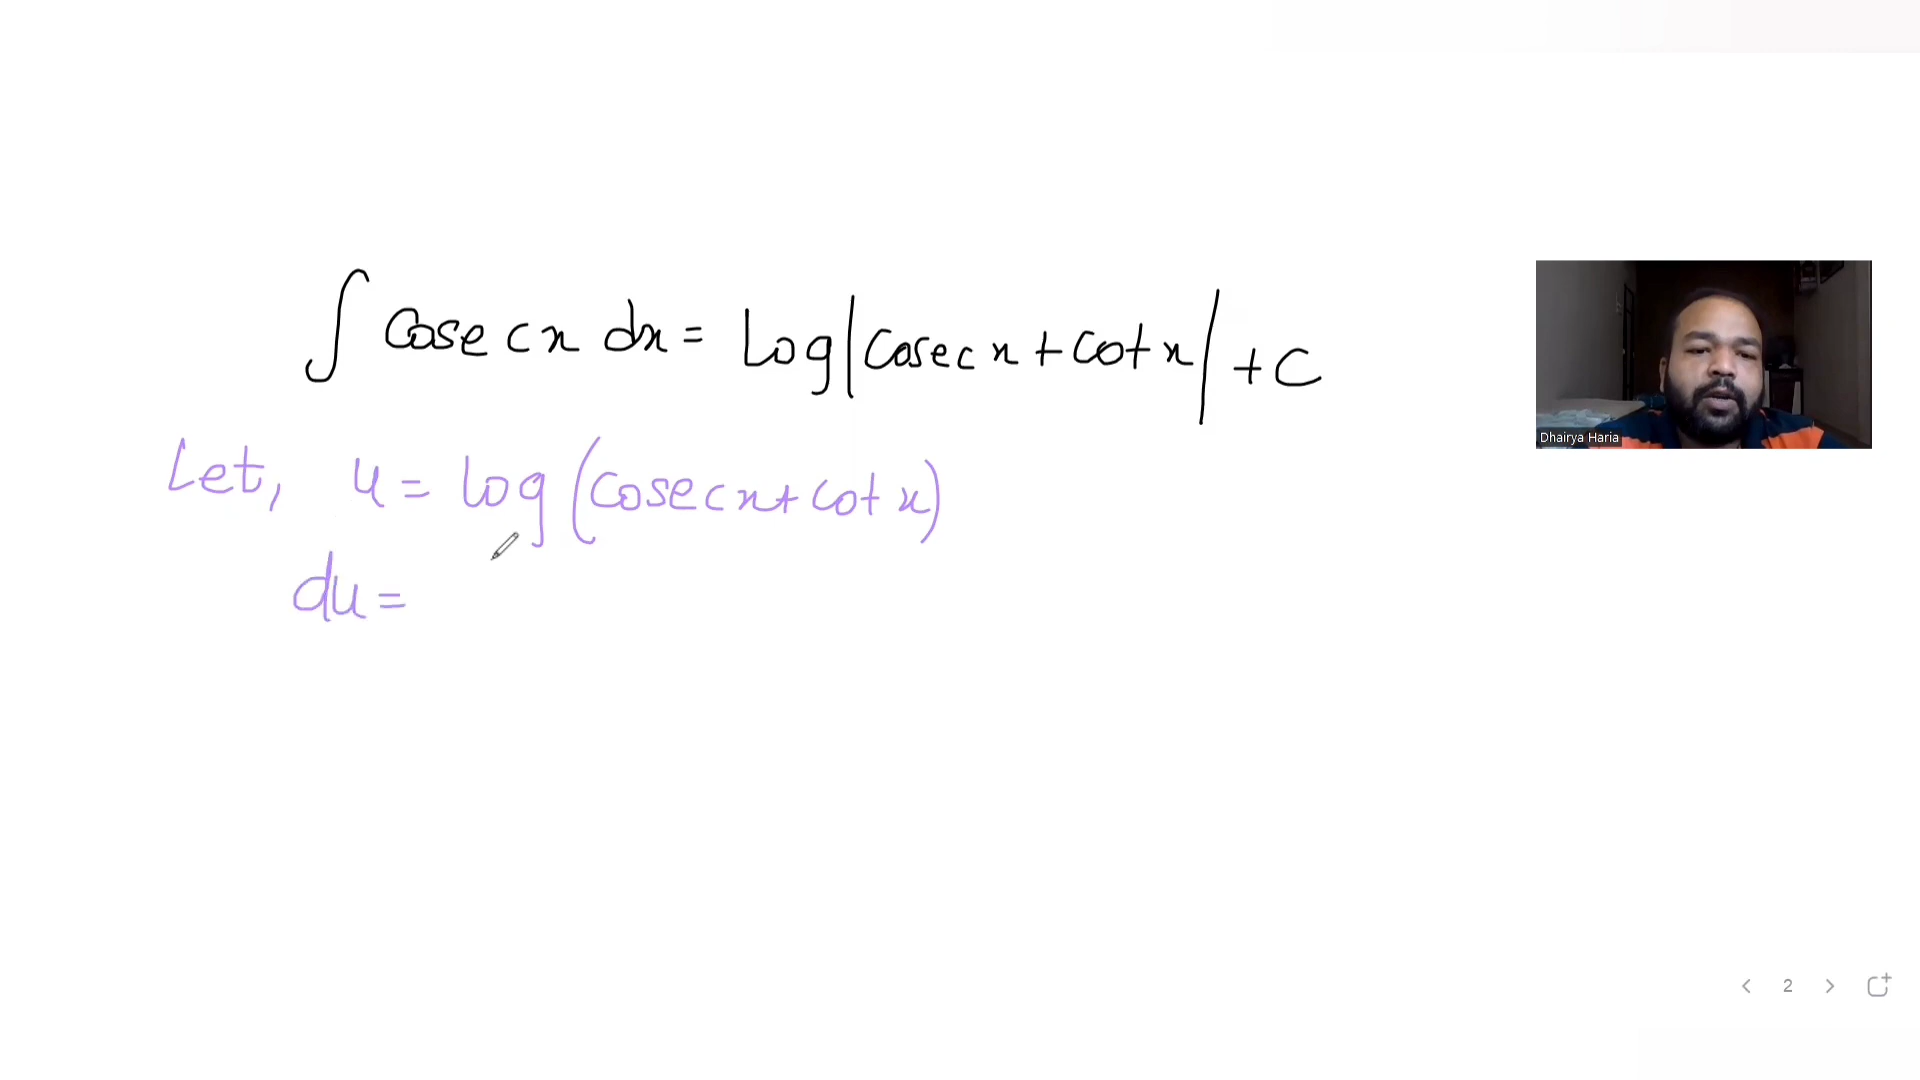 ∫ Cosec x dx = Log|Cosec x + Cot x| + C
Let, u = log (Cosec x + Cot x)
du =
Dhairya Haria
2